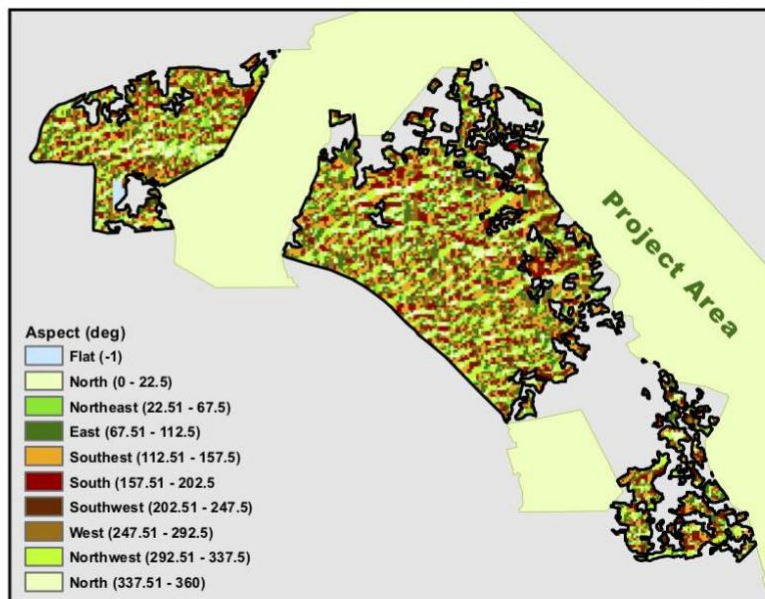 Project Area
Aspect (deg)
Flat (-1)
North (0 - 22.5)
Northeast (22.51 - 67.5)
East (67.51 - 112.5)
Southest (112.51 - 157.5)
South (157.51 - 202.5
Southwest (202.51 - 247.5)
West (247.51 - 292.5)
Northwest (292.51 - 337.5)
North (337.51 - 360)